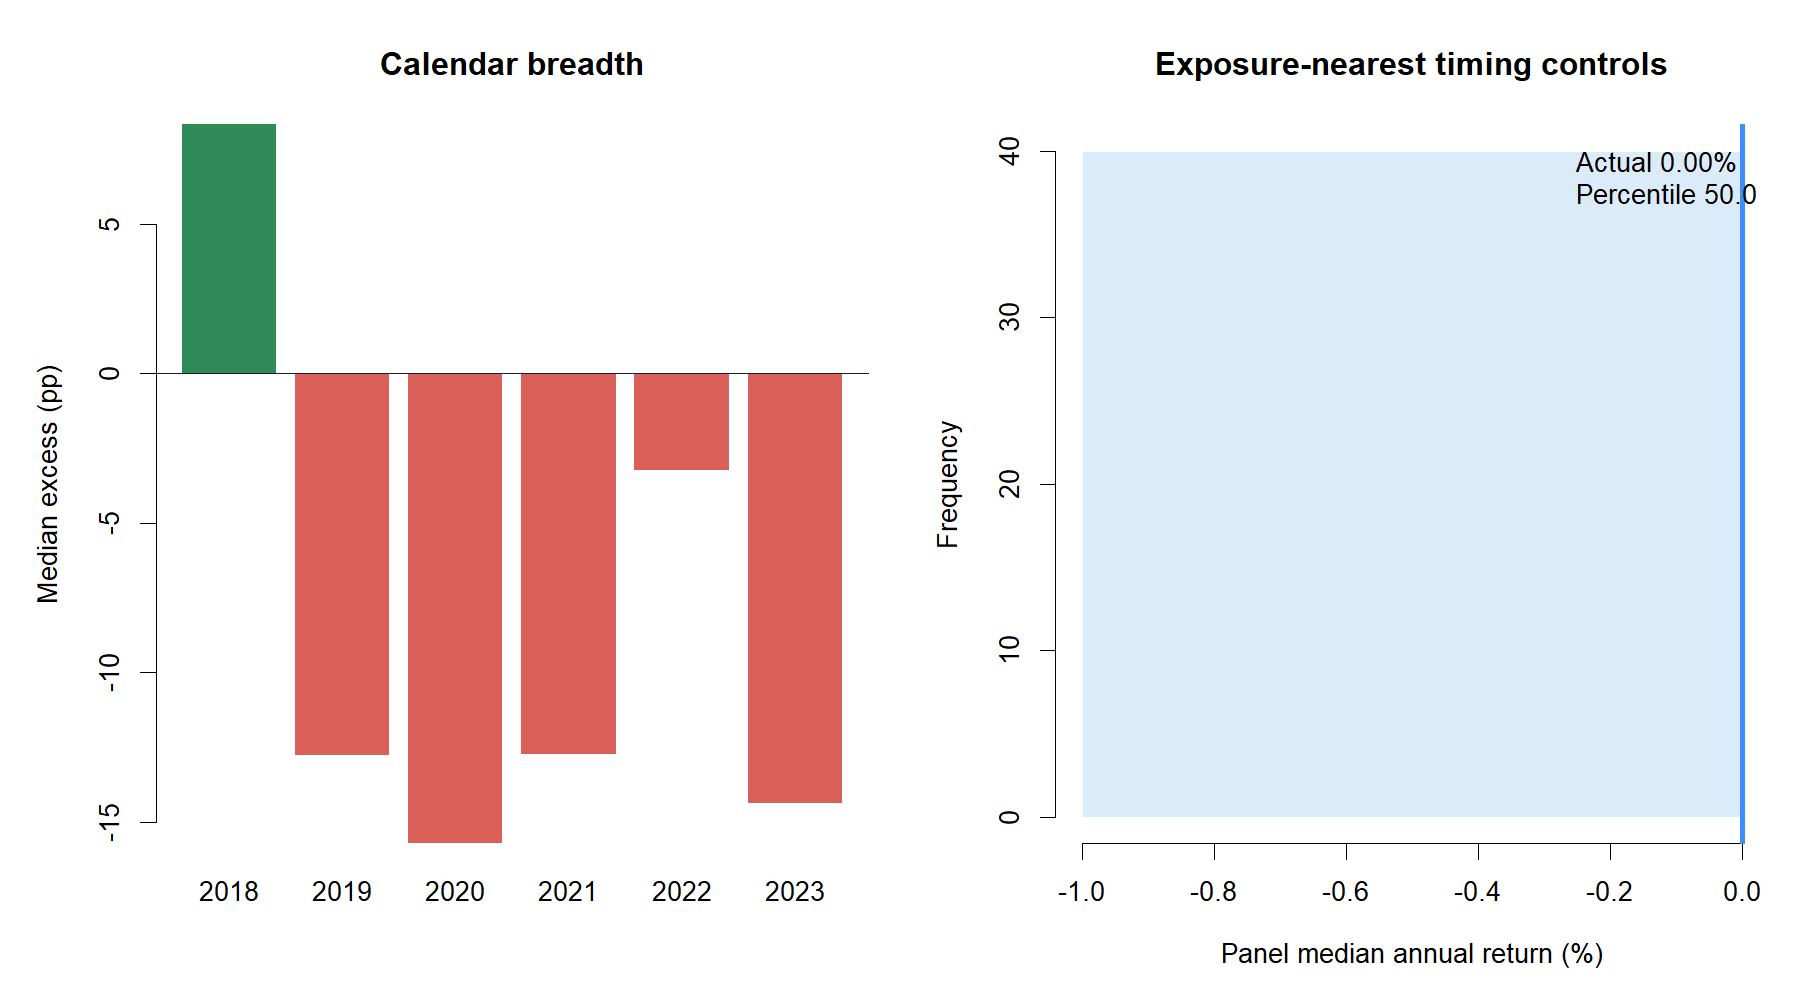 Calendar breadth
Median excess (pp)
5
0
-5
-10
-15
2018 2019 2020 2021 2022 2023
Exposure-nearest timing controls
Actual 0.00%
Percentile 50.0
Frequency
40
30
20
10
0
-1.0 -0.8 -0.6 -0.4 -0.2 0.0
Panel median annual return (%)